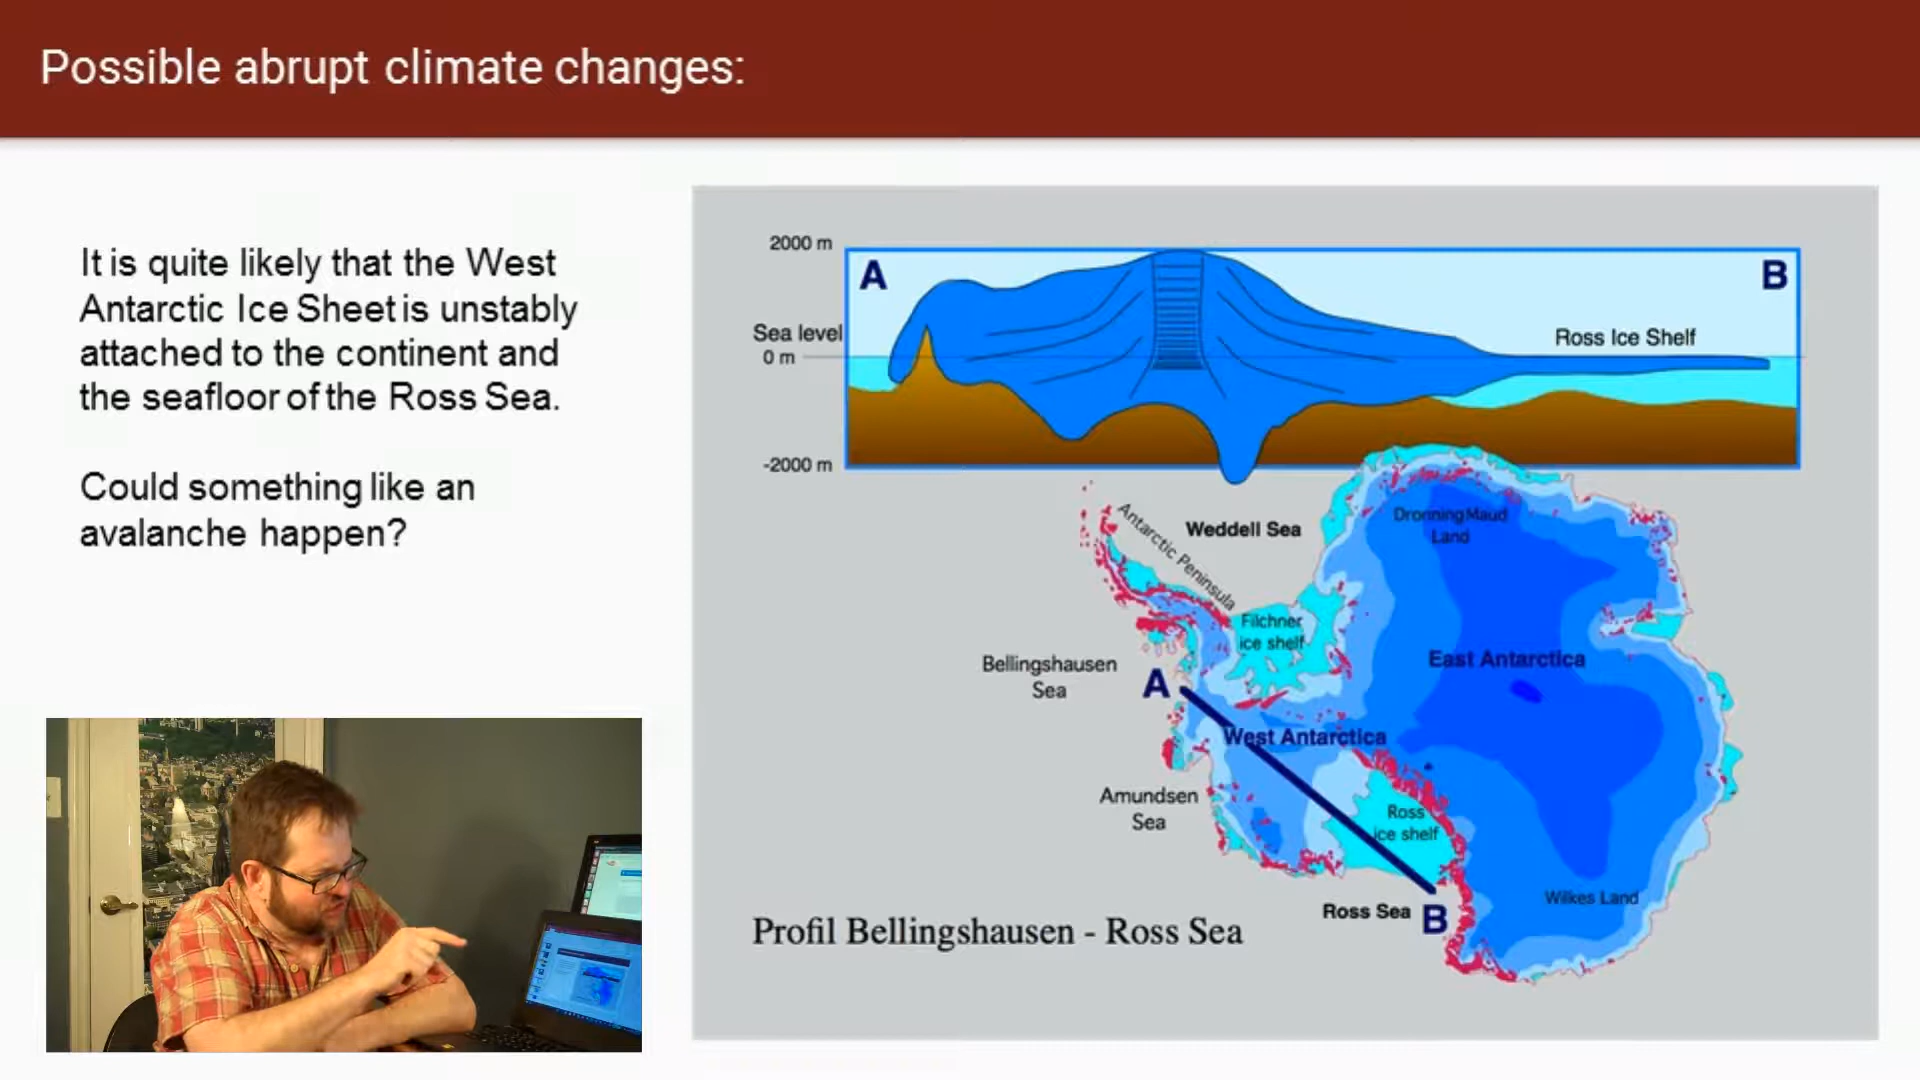 Possible abrupt climate changes:
It is quite likely that the West
Antarctic Ice Sheet is unstably
attached to the continent and
the seafloor of the Ross Sea.
Could something like an
avalanche happen?
2000 m
A
B
Sea level
0 m
Ross Ice Shelf
-2000 m
Antarctic Peninsula
Weddell Sea
Dronning Maud
Land
Filchner
ice shelf
Bellingshausen
Sea
A
East Antarctica
West Antarctica
Amundsen
Sea
Ross
ice shelf
Wilkes Land
Ross Sea
B
Profil Bellingshausen - Ross Sea